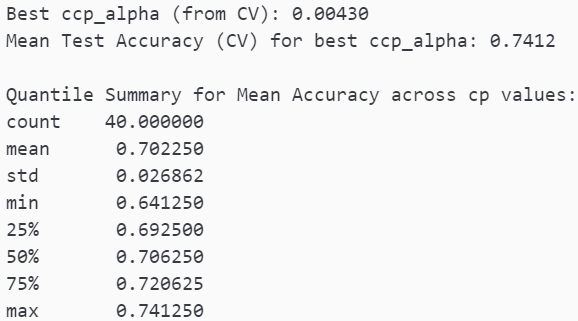 Best ccp_alpha (from CV): 0.00430
Mean Test Accuracy (CV) for best ccp_alpha: 0.7412

Quantile Summary for Mean Accuracy across cp values:
count    40.000000
mean      0.702250
std       0.026862
min       0.641250
25%       0.692500
50%       0.706250
75%       0.720625
max       0.741250